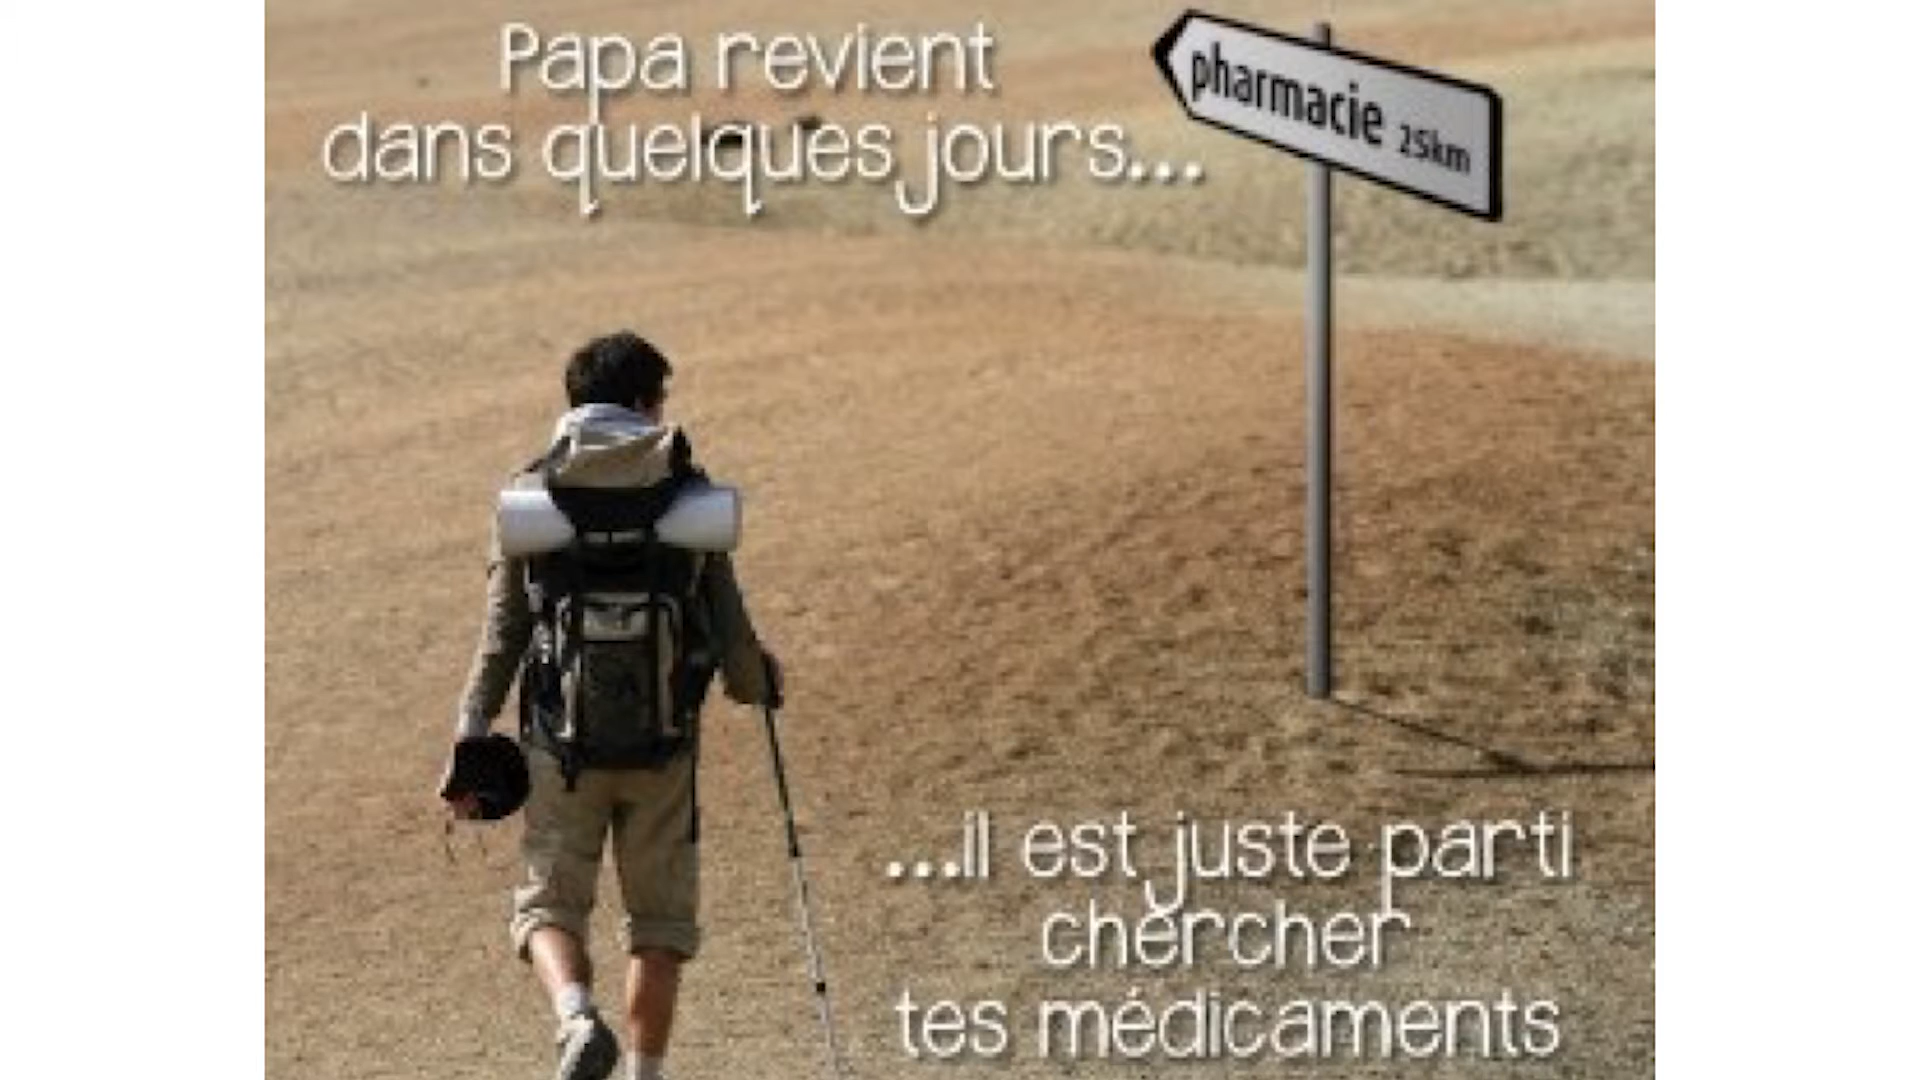 Papa revient
dans quelques jours...
pharmacie 25km
...il est juste parti
chercher
tes médicaments